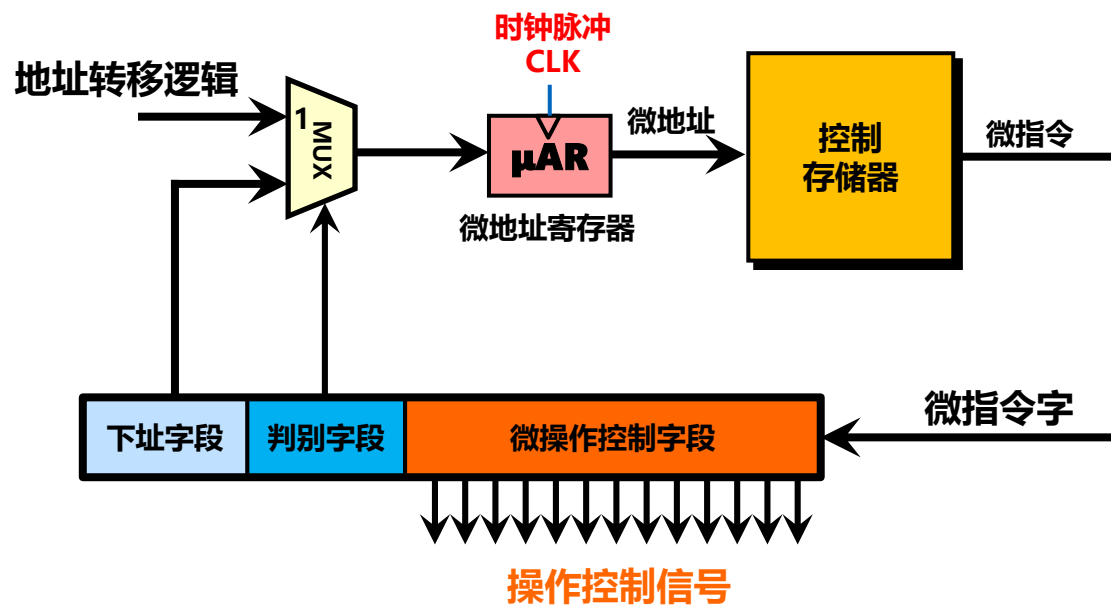 时钟脉冲
CLK
地址转移逻辑
1
MUX
μAR
微地址
控制
存储器
微指令
微地址寄存器
微指令字
下址字段
判别字段
微操作控制字段
操作控制信号